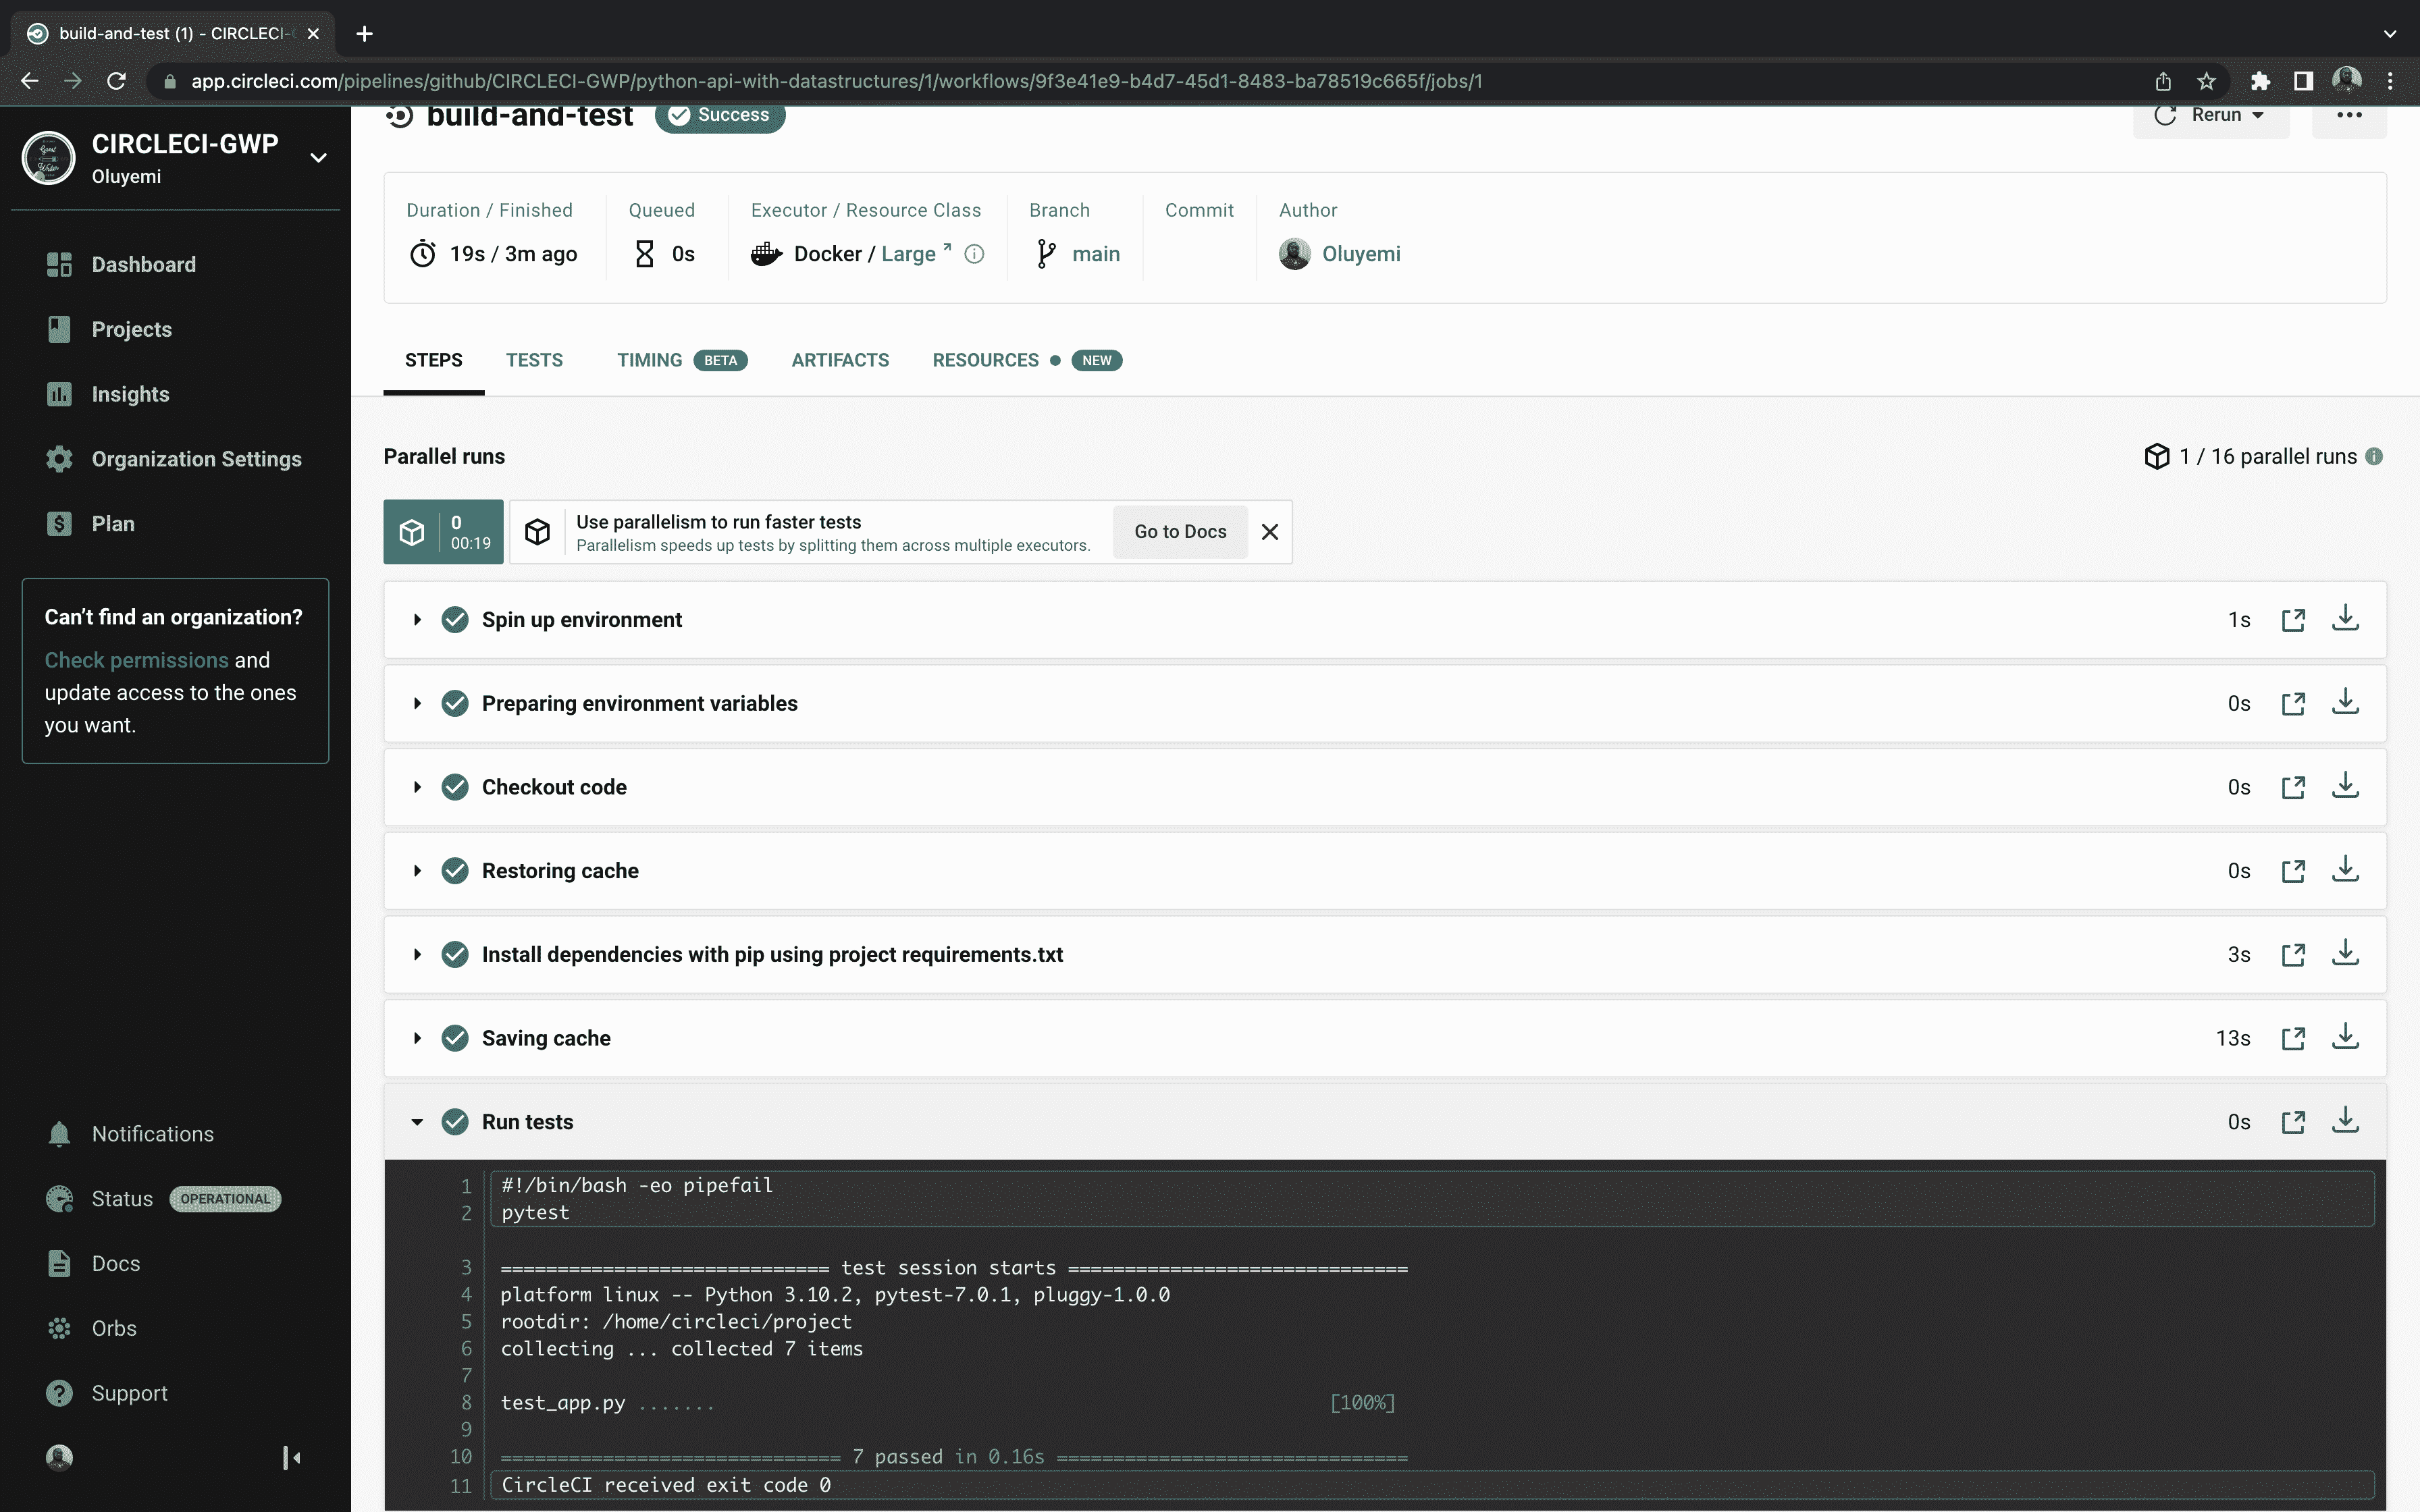 build-and-test (1) - CIRCLECI-
app.circleci.com/pipelines/github/CIRCLECI-GWP/python-api-with-datastructures/1/workflows/9f3e41e9-b4d7-45d1-8483-ba78519c665f/jobs/1
CIRCLECI-GWP
Oluyemi
Dashboard
Projects
Insights
Organization Settings
$ Plan
Can’t find an organization?
Check permissions and
update access to the ones
you want.
Notifications
Status OPERATIONAL
Docs
Orbs
? Support
build-and-test Success Rerun
Duration / Finished Queued Executor / Resource Class Branch Commit Author
19s / 3m ago 0s Docker / Large main Oluyemi
STEPS TESTS TIMING BETA ARTIFACTS RESOURCES NEW
Parallel runs 1 / 16 parallel runs
0
00:19
Use parallelism to run faster tests
Parallelism speeds up tests by splitting them across multiple executors.
Go to Docs
Spin up environment 1s
Preparing environment variables 0s
Checkout code 0s
Restoring cache 0s
Install dependencies with pip using project requirements.txt 3s
Saving cache 13s
Run tests 0s
1 #!/bin/bash -eo pipefail
2 pytest
3 ============================= test session starts ==============================
4 platform linux -- Python 3.10.2, pytest-7.0.1, pluggy-1.0.0
5 rootdir: /home/circleci/project
6 collecting ... collected 7 items
7
8 test_app.py ....... [100%]
9
10 ============================== 7 passed in 0.16s ===============================
11 CircleCI received exit code 0